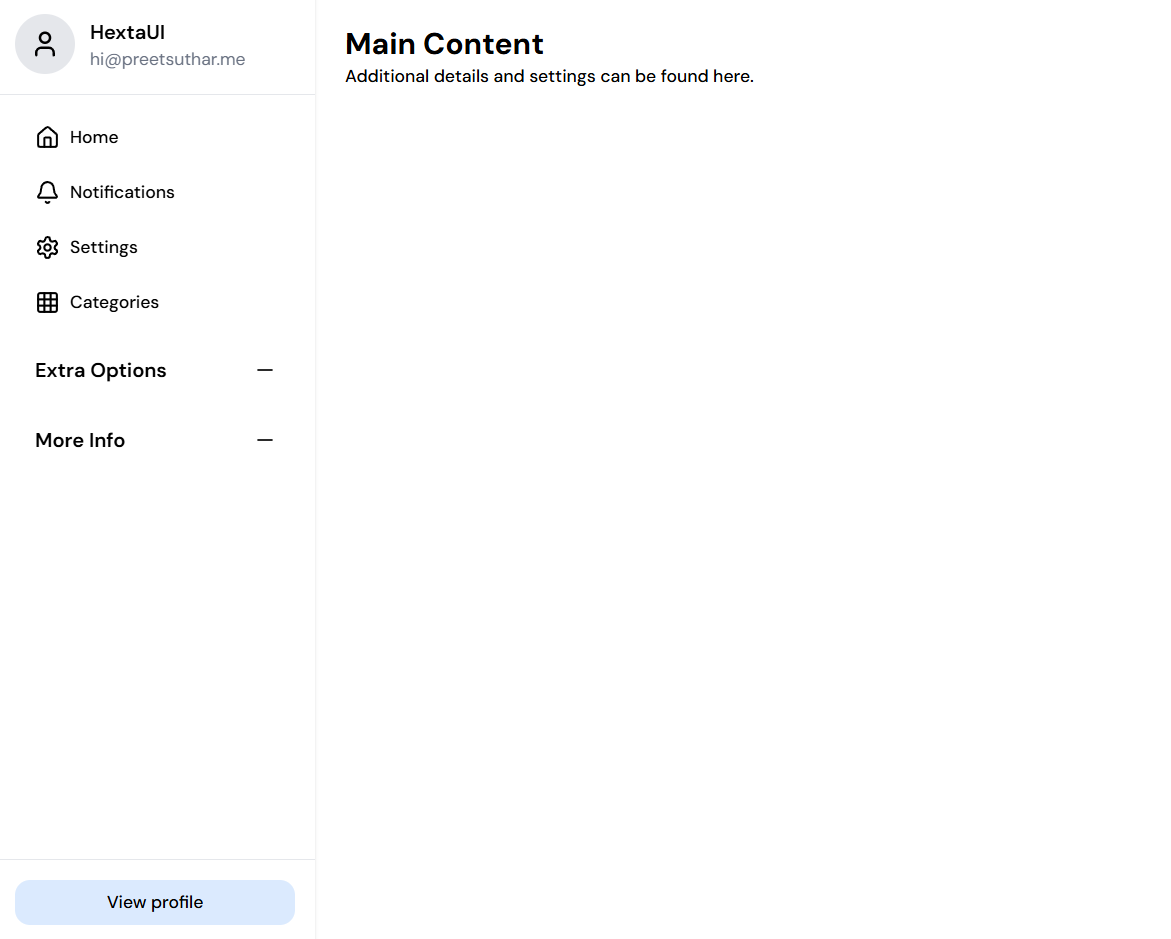 HextaUI
hi@preetsuthar.me
Home
Notifications
Settings
Categories
Extra Options
More Info
View profile
Main Content
Additional details and settings can be found here.